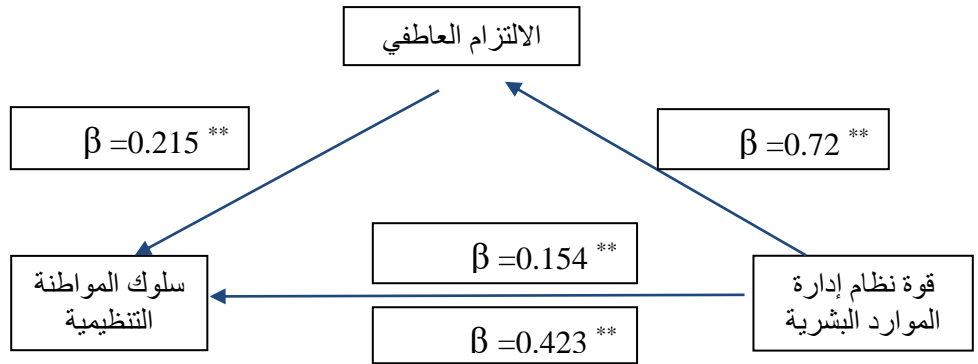 الالتزام العاطفي
β =0.215 **
β =0.72 **
β =0.154 **
سلوك المواطنة
التنظيمية
قوة نظام إدارة
الموارد البشرية
β =0.423 **